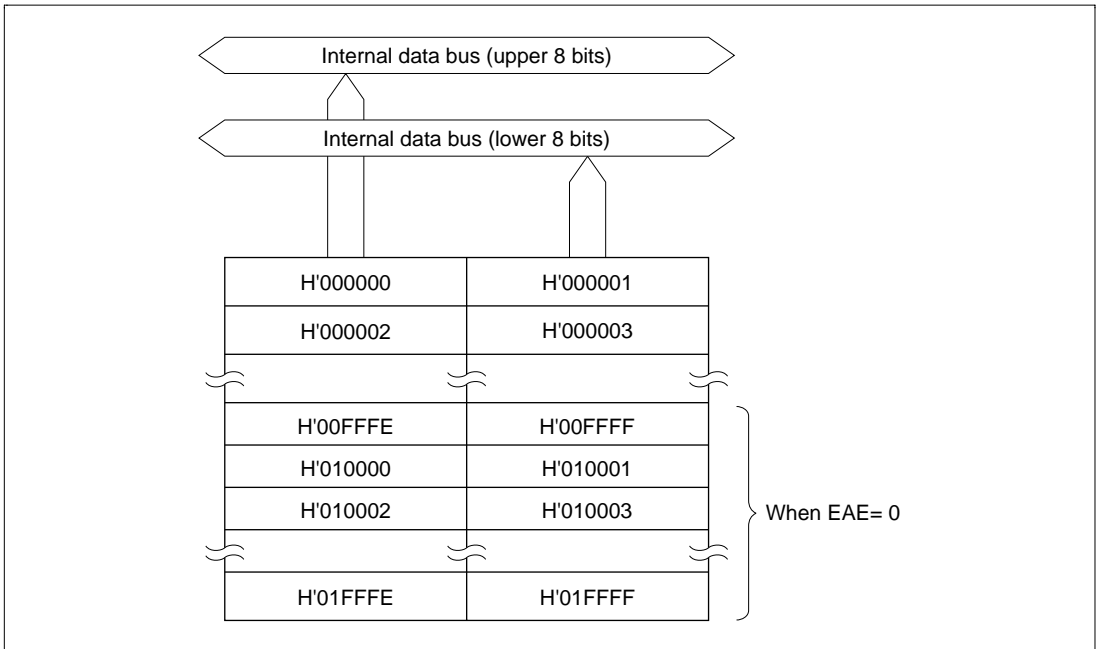 Internal data bus (upper 8 bits)
Internal data bus (lower 8 bits)
H'000000 H'000001
H'000002 H'000003
H'00FFFE H'00FFFF
H'010000 H'010001
H'010002 H'010003
When EAE= 0
H'01FFFE H'01FFFF